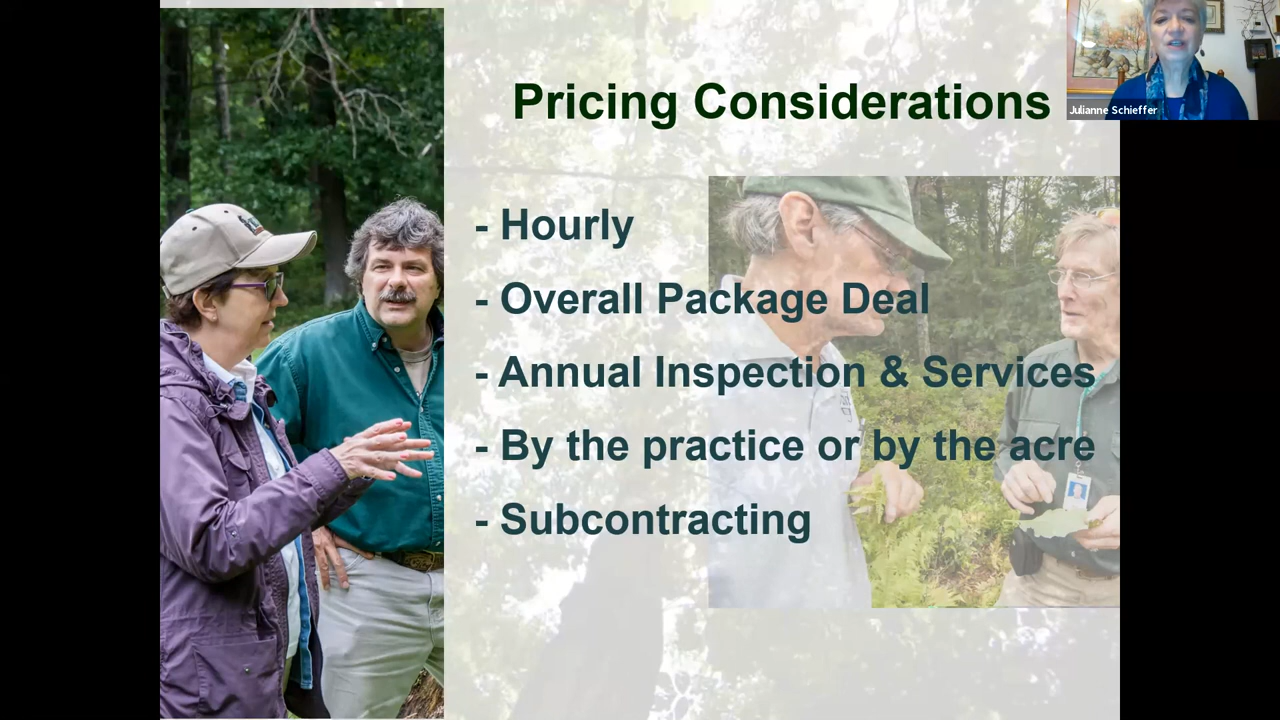 Pricing Considerations
Julianne Schieffer
- Hourly
- Overall Package Deal
- Annual Inspection & Services
- By the practice or by the acre
- Subcontracting